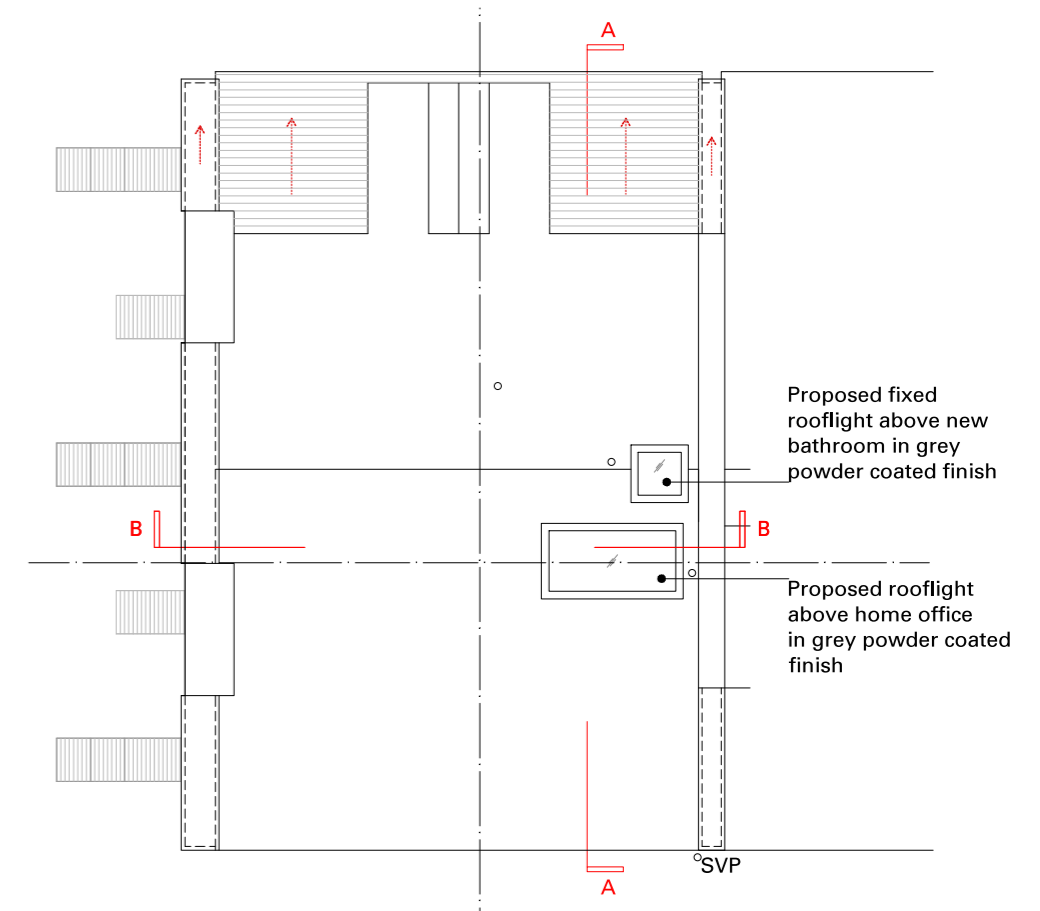 A
Proposed fixed
rooflight above new
bathroom in grey
powder coated finish
B
B
Proposed rooflight
above home office
in grey powder coated
finish
SVP
A